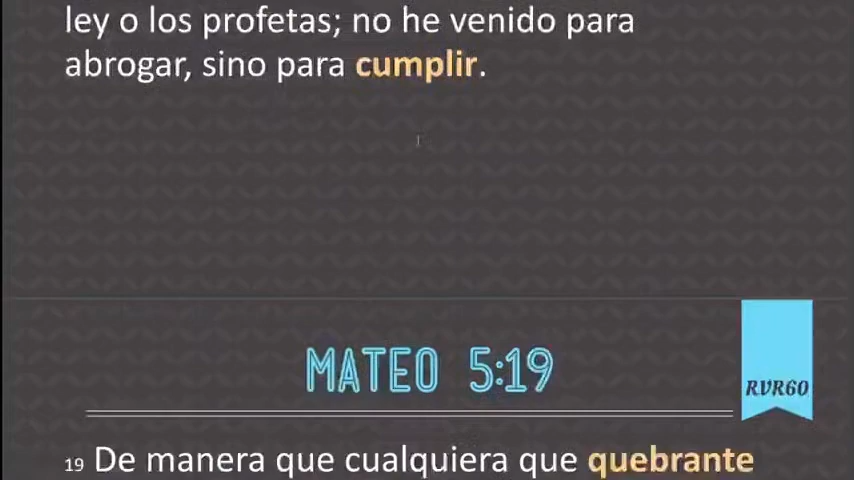 ley o los profetas; no he venido para
abrogar, sino para cumplir.
MATEO 5:19
RVR60
19 De manera que cualquiera que quebrante